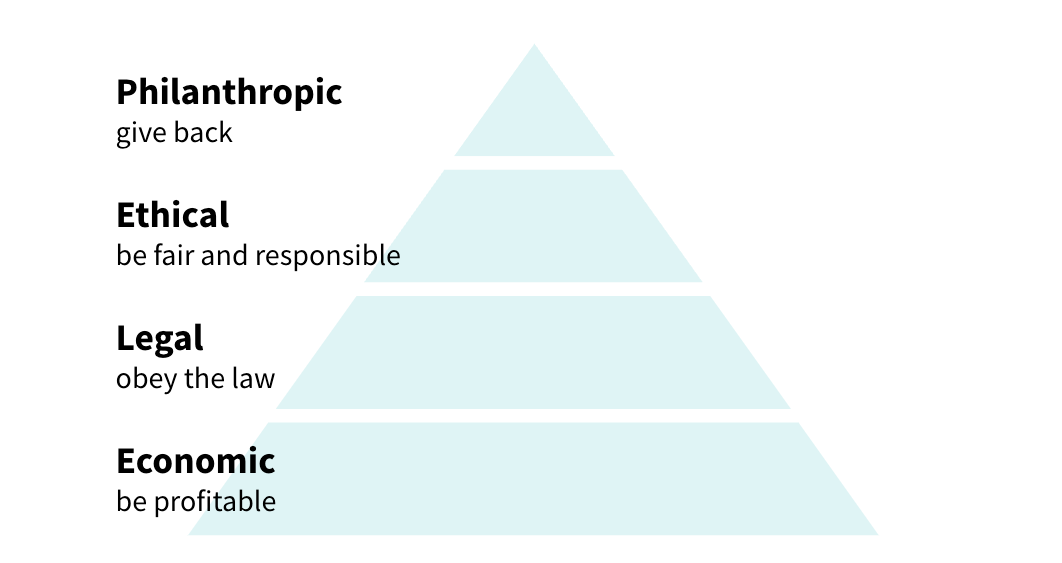 Philanthropic
give back
Ethical
be fair and responsible
Legal
obey the law
Economic
be profitable